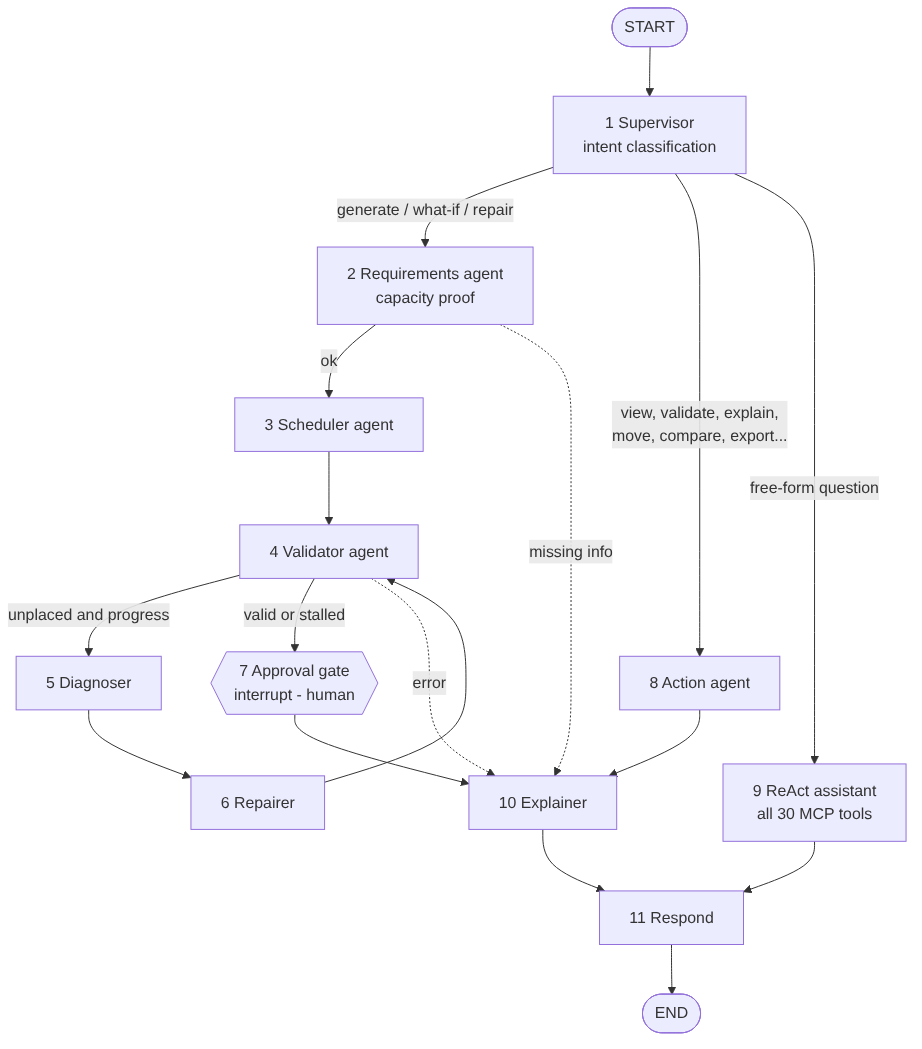 START
1 Supervisor
intent classification
generate / what-if / repair
2 Requirements agent
capacity proof
ok
3 Scheduler agent
view, validate, explain,
move, compare, export...
free-form question
4 Validator agent
missing info
unplaced and progress
valid or stalled
5 Diagnoser
7 Approval gate
interrupt - human
error
8 Action agent
6 Repairer
10 Explainer
9 ReAct assistant
all 30 MCP tools
11 Respond
END